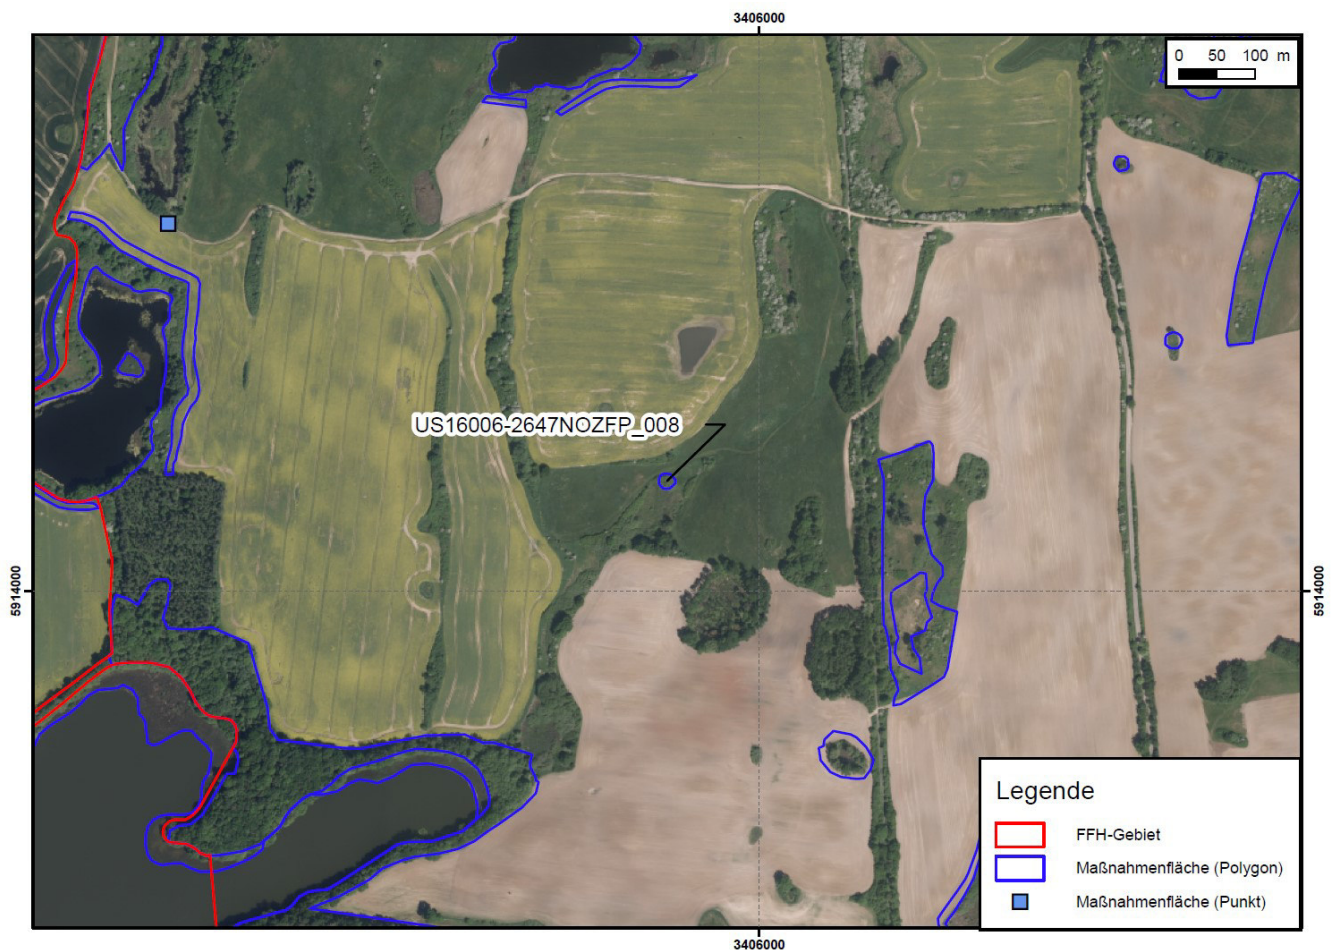 3406000
0 50 100 m
US16006-2647NOZFP_008
5914000
5914000
Legende
FFH-Gebiet
Maßnahmenfläche (Polygon)
Maßnahmenfläche (Punkt)
3406000